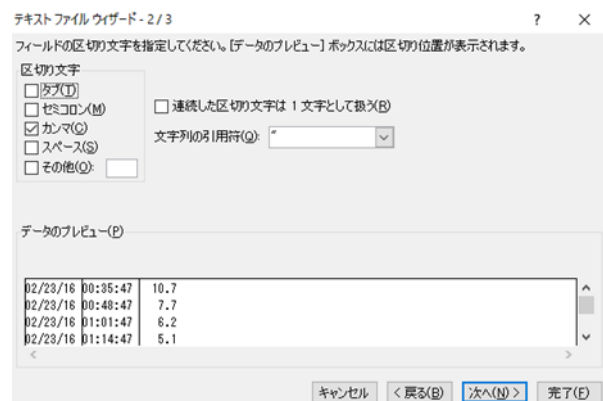 テキスト ファイル ウィザード - 2 / 3 ? ×
フィールドの区切り文字を指定してください。[データのプレビュー] ボックスには区切り位置が表示されます。
区切り文字
タブ(T)
セミコロン(M)
カンマ(C)
スペース(S)
その他(O):
連続した区切り文字は 1 文字として扱う(R)
文字列の引用符(Q): "
データのプレビュー(P)
02/23/16 00:35:47 10.7
02/23/16 00:48:47 7.7
02/23/16 01:01:47 6.2
02/23/16 01:14:47 5.1
キャンセル < 戻る(B) 次へ(N) > 完了(F)